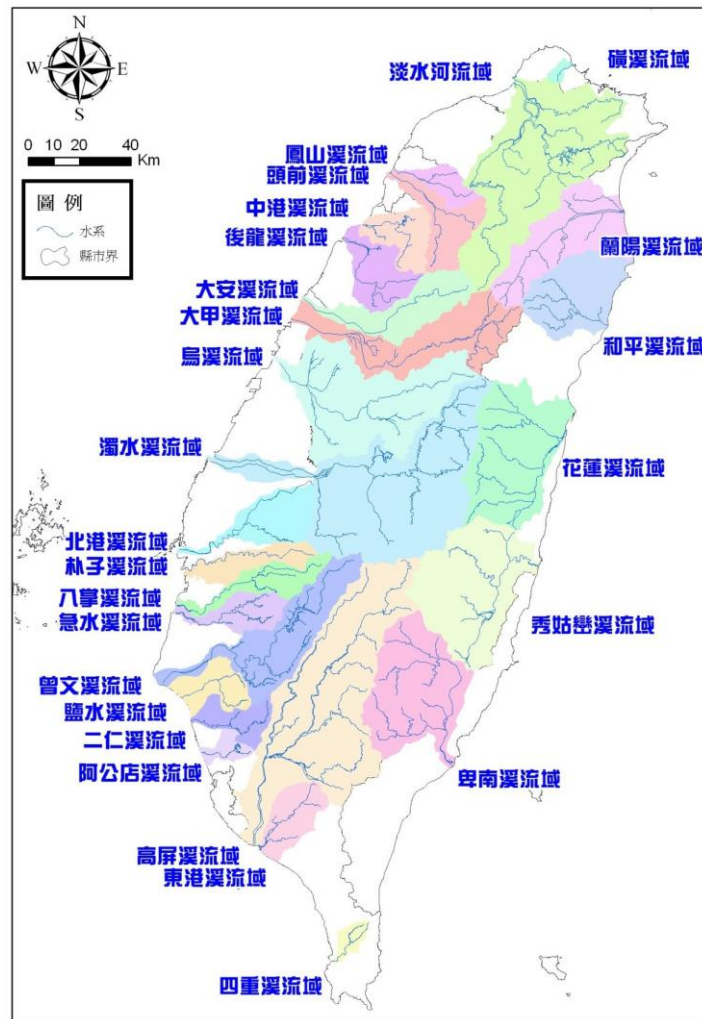 N
W
E
S
0
10
20
40
Km
圖 例
水系
縣市界
磺溪流域
淡水河流域
鳳山溪流域
頭前溪流域
中港溪流域
後龍溪流域
蘭陽溪流域
大安溪流域
大甲溪流域
和平溪流域
烏溪流域
濁水溪流域
花蓮溪流域
北港溪流域
朴子溪流域
八掌溪流域
急水溪流域
秀姑巒溪流域
曾文溪流域
鹽水溪流域
二仁溪流域
阿公店溪流域
卑南溪流域
高屏溪流域
東港溪流域
四重溪流域